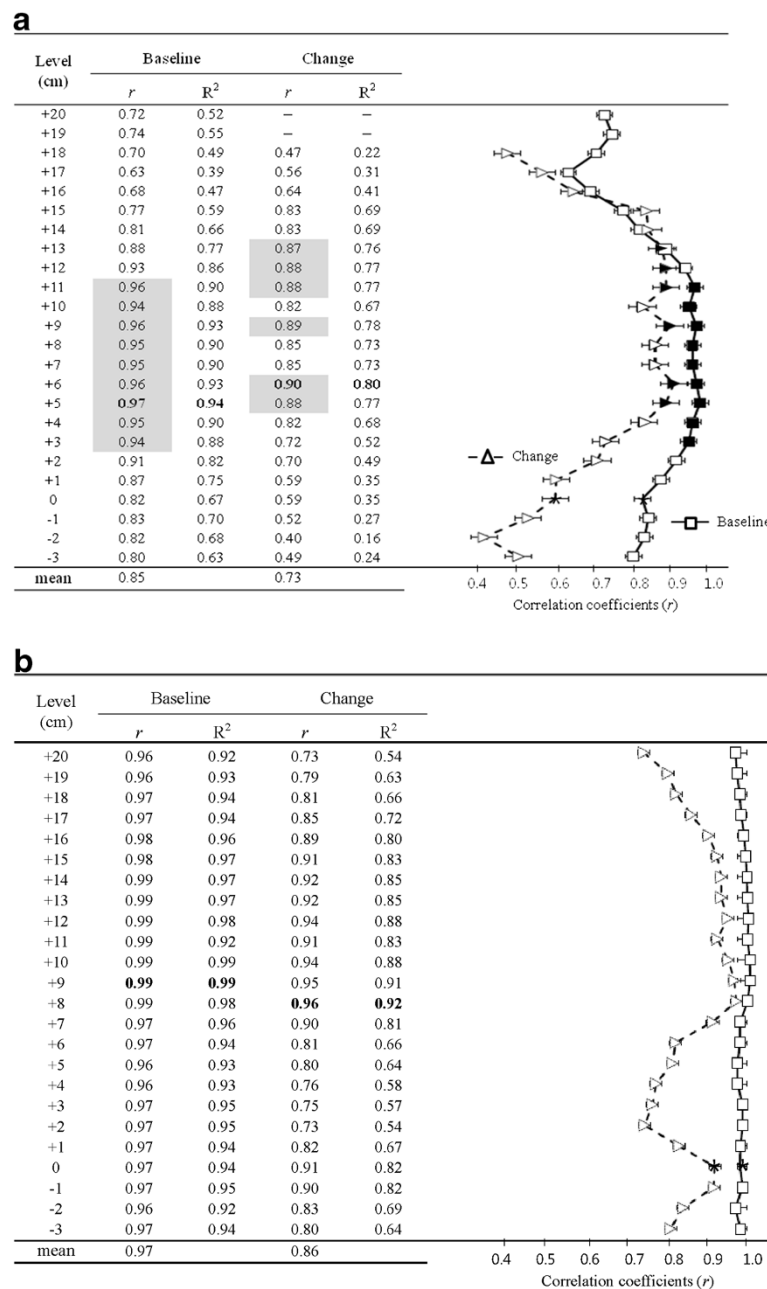 a
Level (cm) Baseline Change
r R² r R²
+20 0.72 0.52 – –
+19 0.74 0.55 – –
+18 0.70 0.49 0.47 0.22
+17 0.63 0.39 0.56 0.31
+16 0.68 0.47 0.64 0.41
+15 0.77 0.59 0.83 0.69
+14 0.81 0.66 0.83 0.69
+13 0.88 0.77 0.87 0.76
+12 0.93 0.86 0.88 0.77
+11 0.96 0.90 0.88 0.77
+10 0.94 0.88 0.82 0.67
+9 0.96 0.93 0.89 0.78
+8 0.95 0.90 0.85 0.73
+7 0.95 0.90 0.85 0.73
+6 0.96 0.93 0.90 0.80
+5 0.97 0.94 0.88 0.77
+4 0.95 0.90 0.82 0.68
+3 0.94 0.88 0.72 0.52
+2 0.91 0.82 0.70 0.49
+1 0.87 0.75 0.59 0.35
0 0.82 0.67 0.59 0.35
-1 0.83 0.70 0.52 0.27
-2 0.82 0.68 0.40 0.16
-3 0.80 0.63 0.49 0.24
mean 0.85 0.73
Change
Baseline
0.4 0.5 0.6 0.7 0.8 0.9 1.0
Correlation coefficients (r)
b
Level (cm) Baseline Change
r R² r R²
+20 0.96 0.92 0.73 0.54
+19 0.96 0.93 0.79 0.63
+18 0.97 0.94 0.81 0.66
+17 0.97 0.94 0.85 0.72
+16 0.98 0.96 0.89 0.80
+15 0.98 0.97 0.91 0.83
+14 0.99 0.97 0.92 0.85
+13 0.99 0.97 0.92 0.85
+12 0.99 0.98 0.94 0.88
+11 0.99 0.92 0.91 0.83
+10 0.99 0.99 0.94 0.88
+9 0.99 0.99 0.95 0.91
+8 0.99 0.98 0.96 0.92
+7 0.97 0.96 0.90 0.81
+6 0.97 0.94 0.81 0.66
+5 0.96 0.93 0.80 0.64
+4 0.96 0.93 0.76 0.58
+3 0.97 0.95 0.75 0.57
+2 0.97 0.95 0.73 0.54
+1 0.97 0.94 0.82 0.67
0 0.97 0.94 0.91 0.82
-1 0.97 0.95 0.90 0.82
-2 0.96 0.92 0.83 0.69
-3 0.97 0.94 0.80 0.64
mean 0.97 0.86
0.4 0.5 0.6 0.7 0.8 0.9 1.0
Correlation coefficients (r)